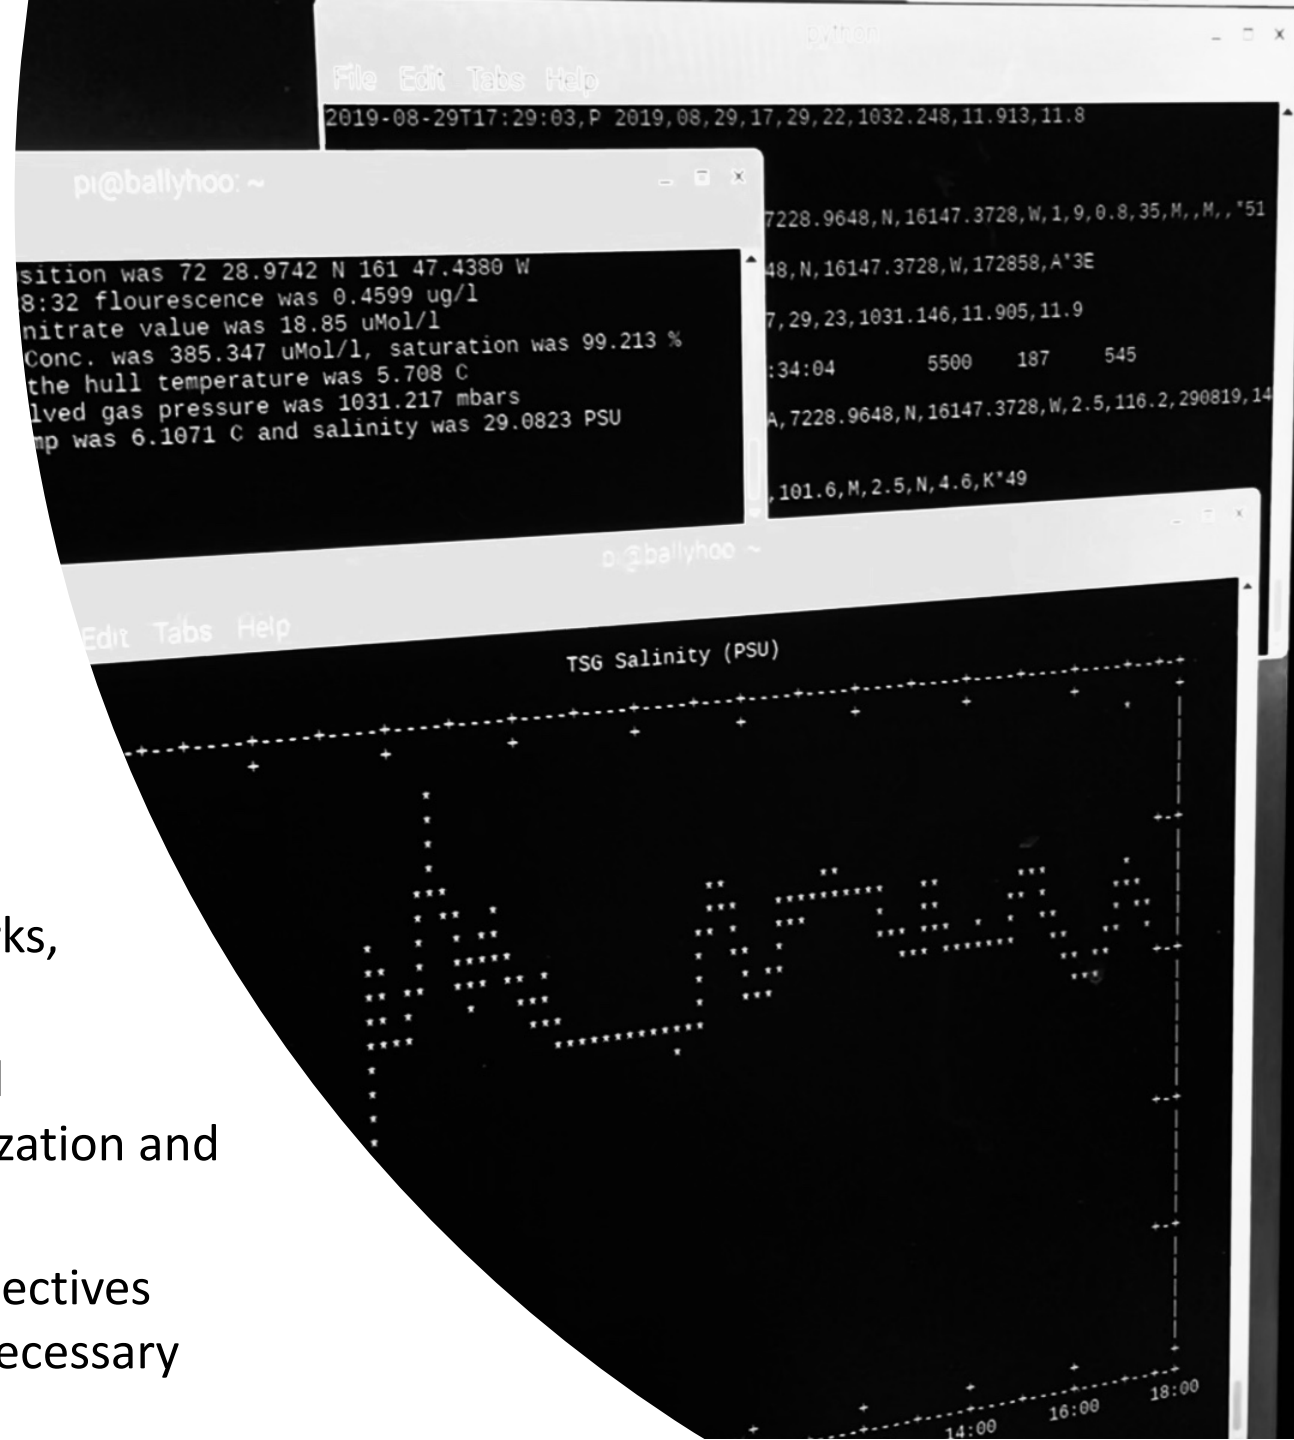 python
File Edit Tabs Help
2019-08-29T17:29:03,P 2019,08,29,17,29,22,1032.248,11.913,11.8
7228.9648,N,16147.3728,W,1,9,0.8,35,M,,M,,*51
48,N,16147.3728,W,172858,A*3E
7,29,23,1031.146,11.905,11.9
:34:04 5500 187 545
A,7228.9648,N,16147.3728,W,2.5,116.2,290819,14
,101.6,M,2.5,N,4.6,K*49
pi@ballyhoo: ~
sition was 72 28.9742 N 161 47.4380 W
8:32 flourescence was 0.4599 ug/l
nitrate value was 18.85 uMol/l
Conc. was 385.347 uMol/l, saturation was 99.213 %
the hull temperature was 5.708 C
lved gas pressure was 1031.217 mbars
mp was 6.1071 C and salinity was 29.0823 PSU
pi@ballyhoo ~
Edit Tabs Help
TSG Salinity (PSU)
14:00 16:00 18:00
ks,
zation and
ectives
ecessary